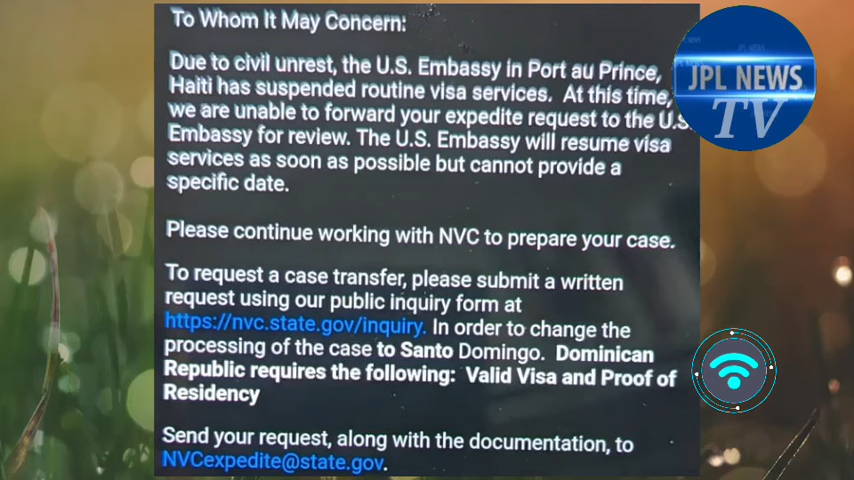 To Whom It May Concern:
Due to civil unrest, the U.S. Embassy in Port au Prince,
Haiti has suspended routine visa services. At this time,
we are unable to forward your expedite request to the U.S.
Embassy for review. The U.S. Embassy will resume visa
services as soon as possible but cannot provide a
specific date.
Please continue working with NVC to prepare your case.
To request a case transfer, please submit a written
request using our public inquiry form at
https://nvc.state.gov/inquiry. In order to change the
processing of the case to Santo Domingo. Dominican
Republic requires the following: Valid Visa and Proof of
Residency
Send your request, along with the documentation, to
NVCexpedite@state.gov.
JPL NEWS
TV